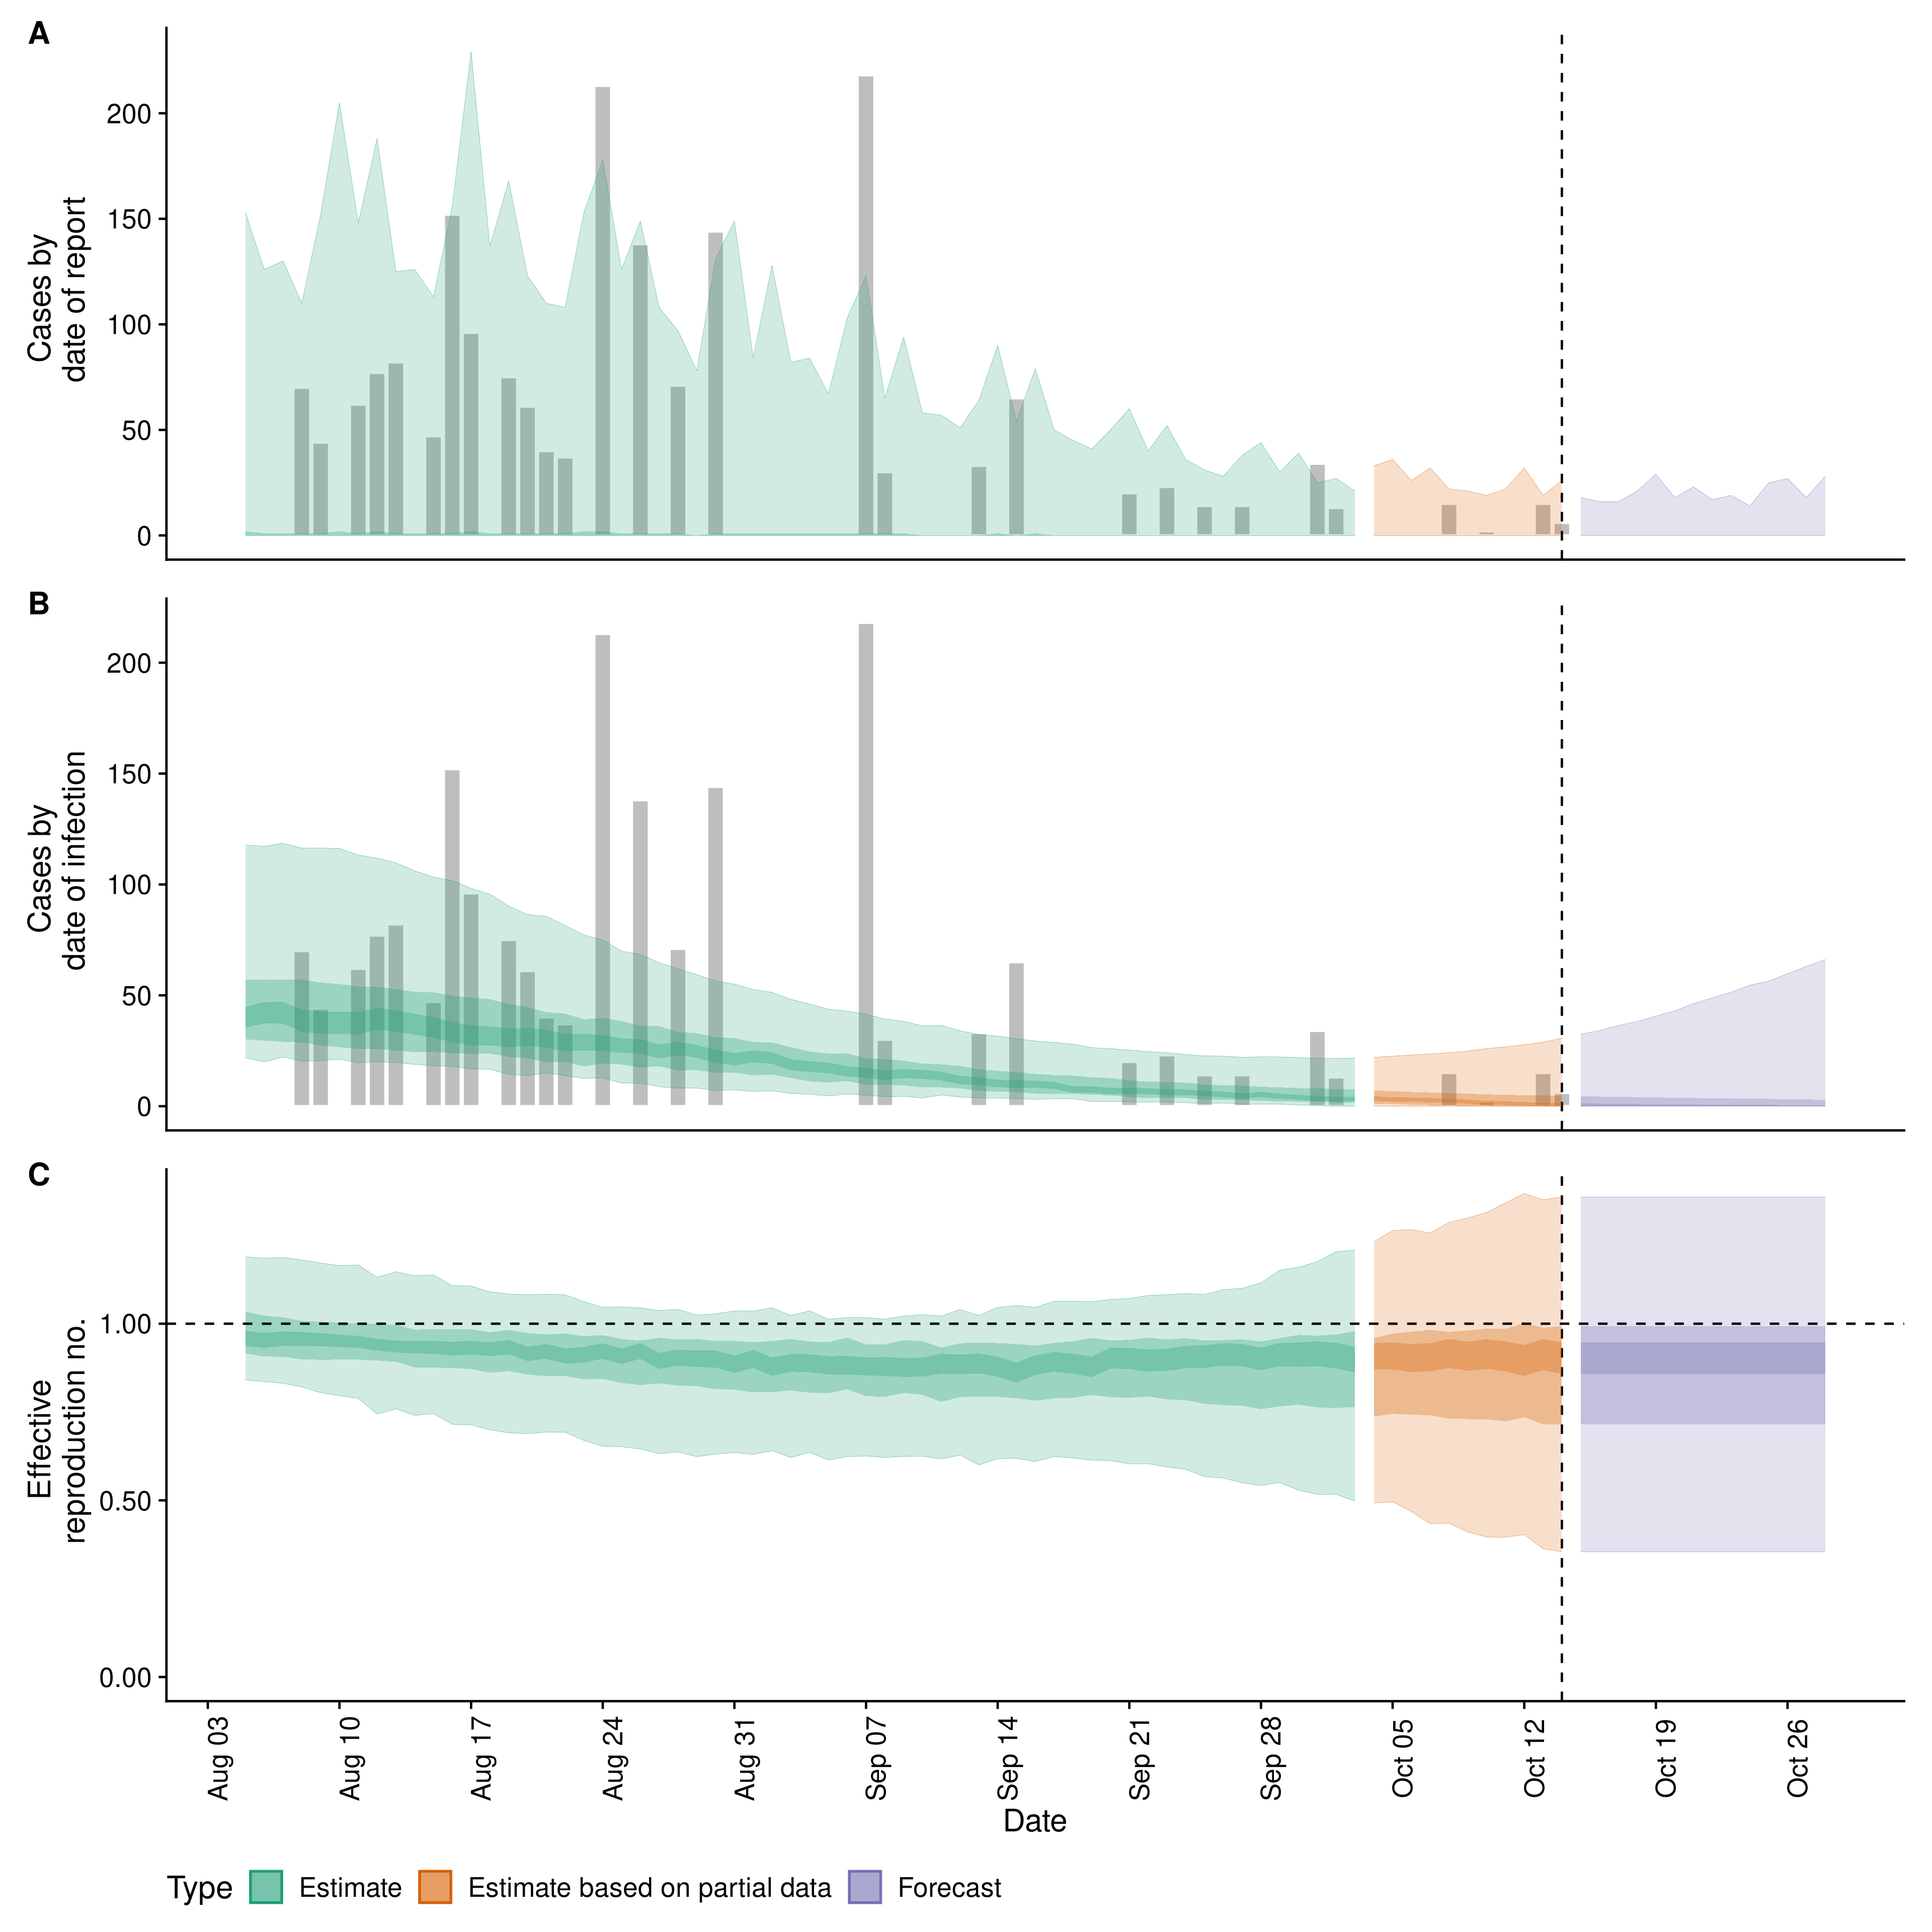 A
Cases by
date of report
200
150
100
50
0
B
Cases by
date of infection
200
150
100
50
0
C
Effective
reproduction no.
1.00
0.50
0.00
Aug 03
Aug 10
Aug 17
Aug 24
Aug 31
Sep 07
Sep 14
Sep 21
Sep 28
Oct 05
Oct 12
Oct 19
Oct 26
Date
Type Estimate Estimate based on partial data Forecast